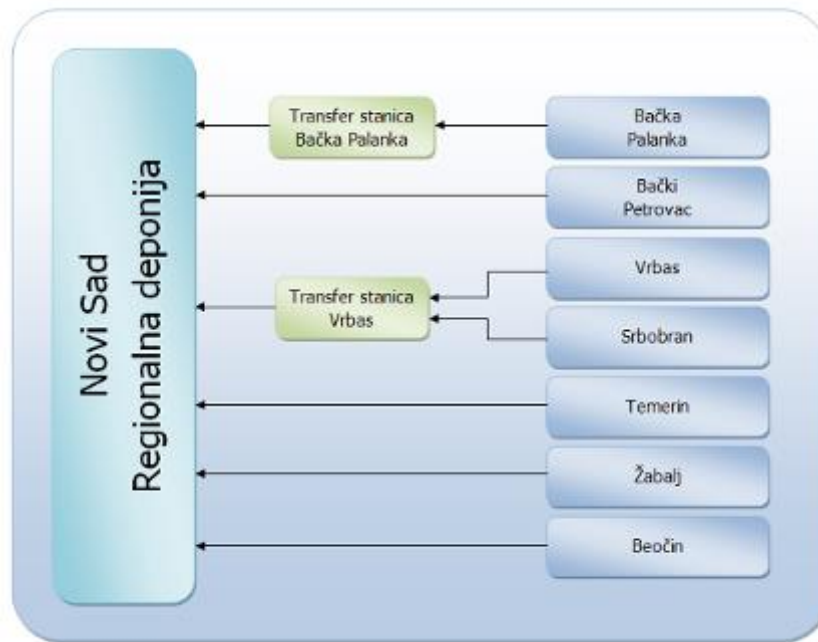 Novi Sad
Regionalna deponija
Transfer stanica
Bačka Palanka
Bačka
Palanka
Bački
Petrovac
Transfer stanica
Vrbas
Vrbas
Srbobran
Temerin
Žabalj
Beočin